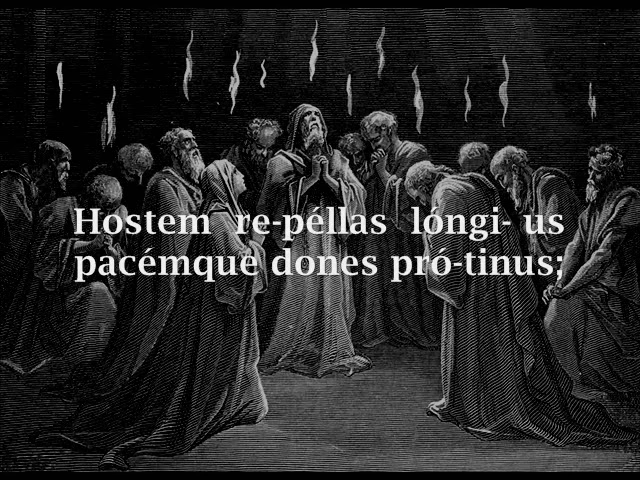 Hostem re-péllas lóngi- us
pacémque dones pró-tinus;